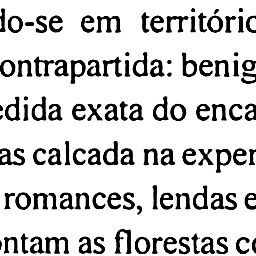 do-se em territóri
ontrapartida: benig
edida exata do enca
as calcada na exper
romances, lendas e
ontam as florestas c